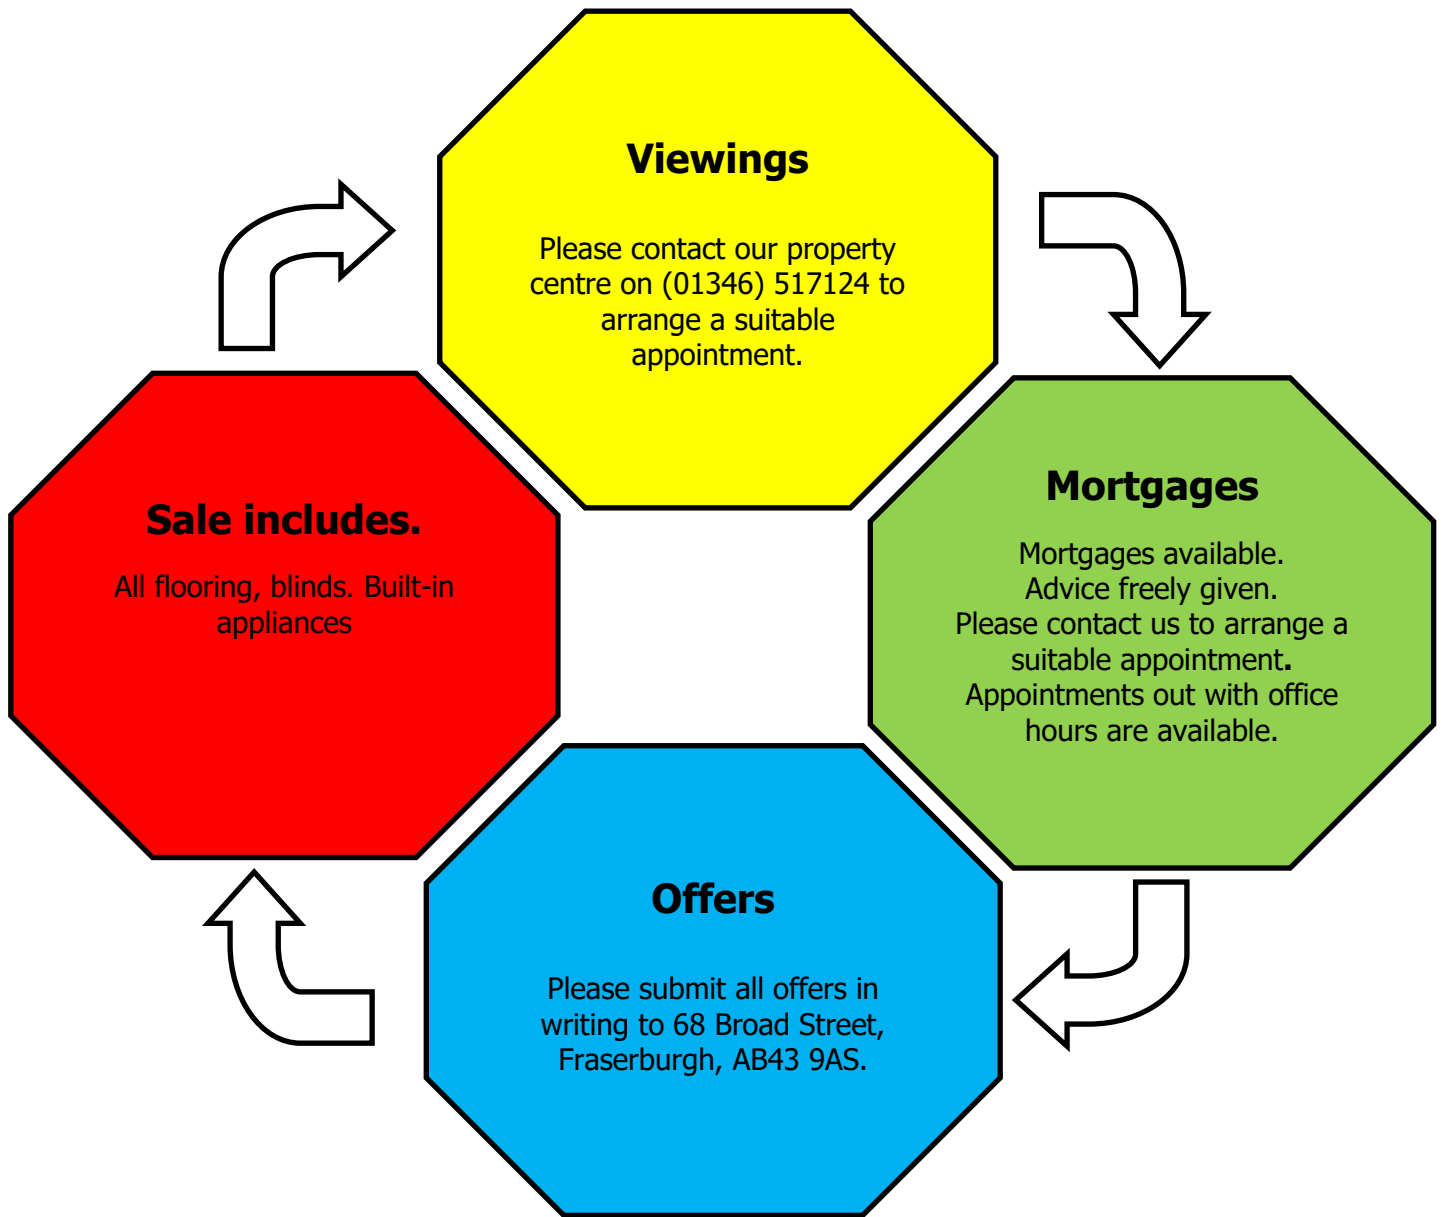 Viewings
Please contact our property
centre on (01346) 517124 to
arrange a suitable
appointment.
Mortgages
Mortgages available.
Advice freely given.
Please contact us to arrange a
suitable appointment.
Appointments out with office
hours are available.
Offers
Please submit all offers in
writing to 68 Broad Street,
Fraserburgh, AB43 9AS.
Sale includes.
All flooring, blinds. Built-in
appliances